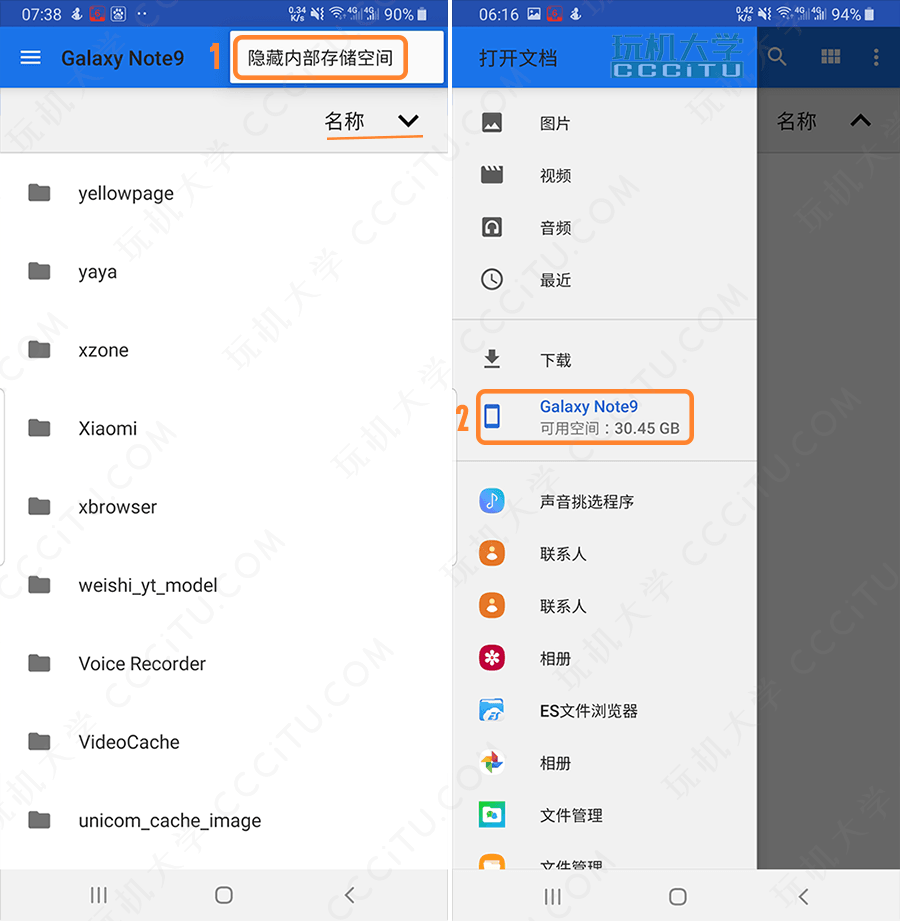 07:38
0.34
K/s
4G
4G
90%
Galaxy Note9
1
隐藏内部存储空间
名称
yellowpage
yaya
xzone
Xiaomi
xbrowser
weishi_yt_model
Voice Recorder
VideoCache
unicom_cache_image
06:16
0.42
K/s
4G
4G
94%
打开文档
玩机大学
CCCiTU
名称
图片
视频
音频
最近
下载
2
Galaxy Note9
可用空间：30.45 GB
声音挑选程序
联系人
联系人
相册
ES文件浏览器
相册
文件管理
文件管理
玩机大学 CCCiTU.COM